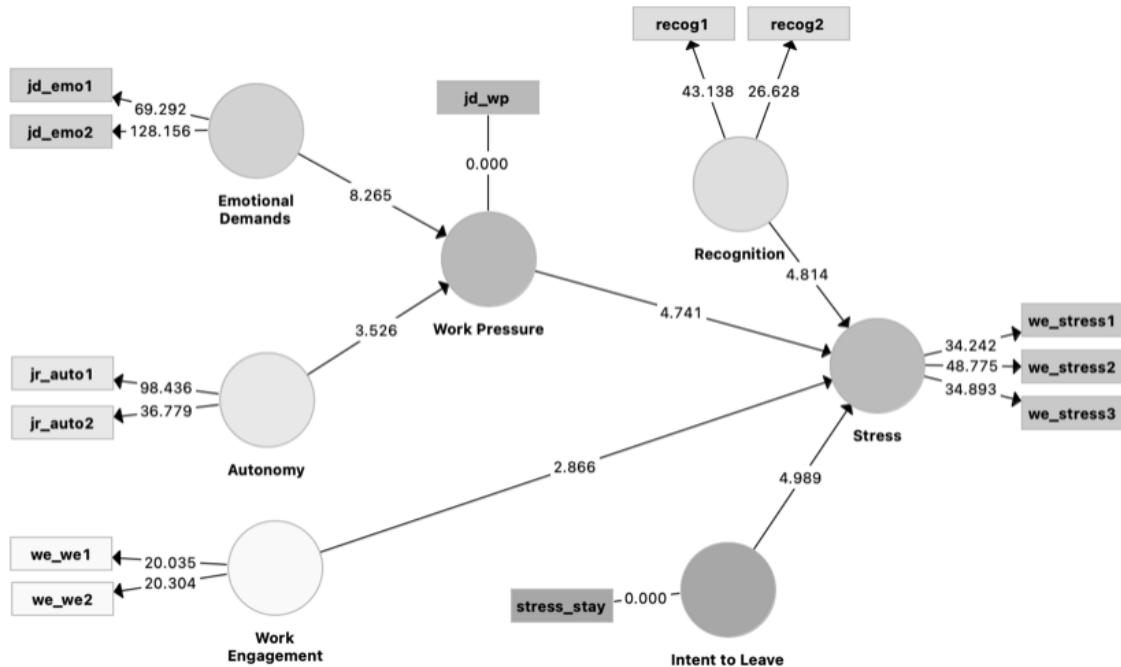 recog1
recog2
jd_emo1
jd_wp
69.292
43.138
26.628
jd_emo2
128.156
0.000
8.265
Emotional
Demands
Recognition
4.814
we_stress1
Work Pressure
4.741
34.242
3.526
we_stress2
48.775
jr_auto1
34.893
98.436
we_stress3
36.779
jr_auto2
Stress
Autonomy
2.866
4.989
we_we1
20.035
20.304
we_we2
stress_stay
0.000
Work
Engagement
Intent to Leave